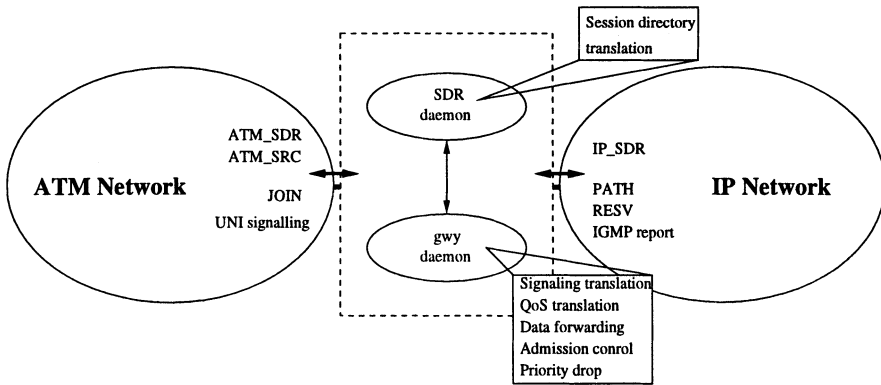 Session directory
translation
SDR
daemon
ATM_SDR
ATM_SRC
IP_SDR
ATM Network
IP Network
JOIN
UNI signalling
PATH
RESV
IGMP report
gwy
daemon
Signaling translation
QoS translation
Data forwarding
Admission conrol
Priority drop